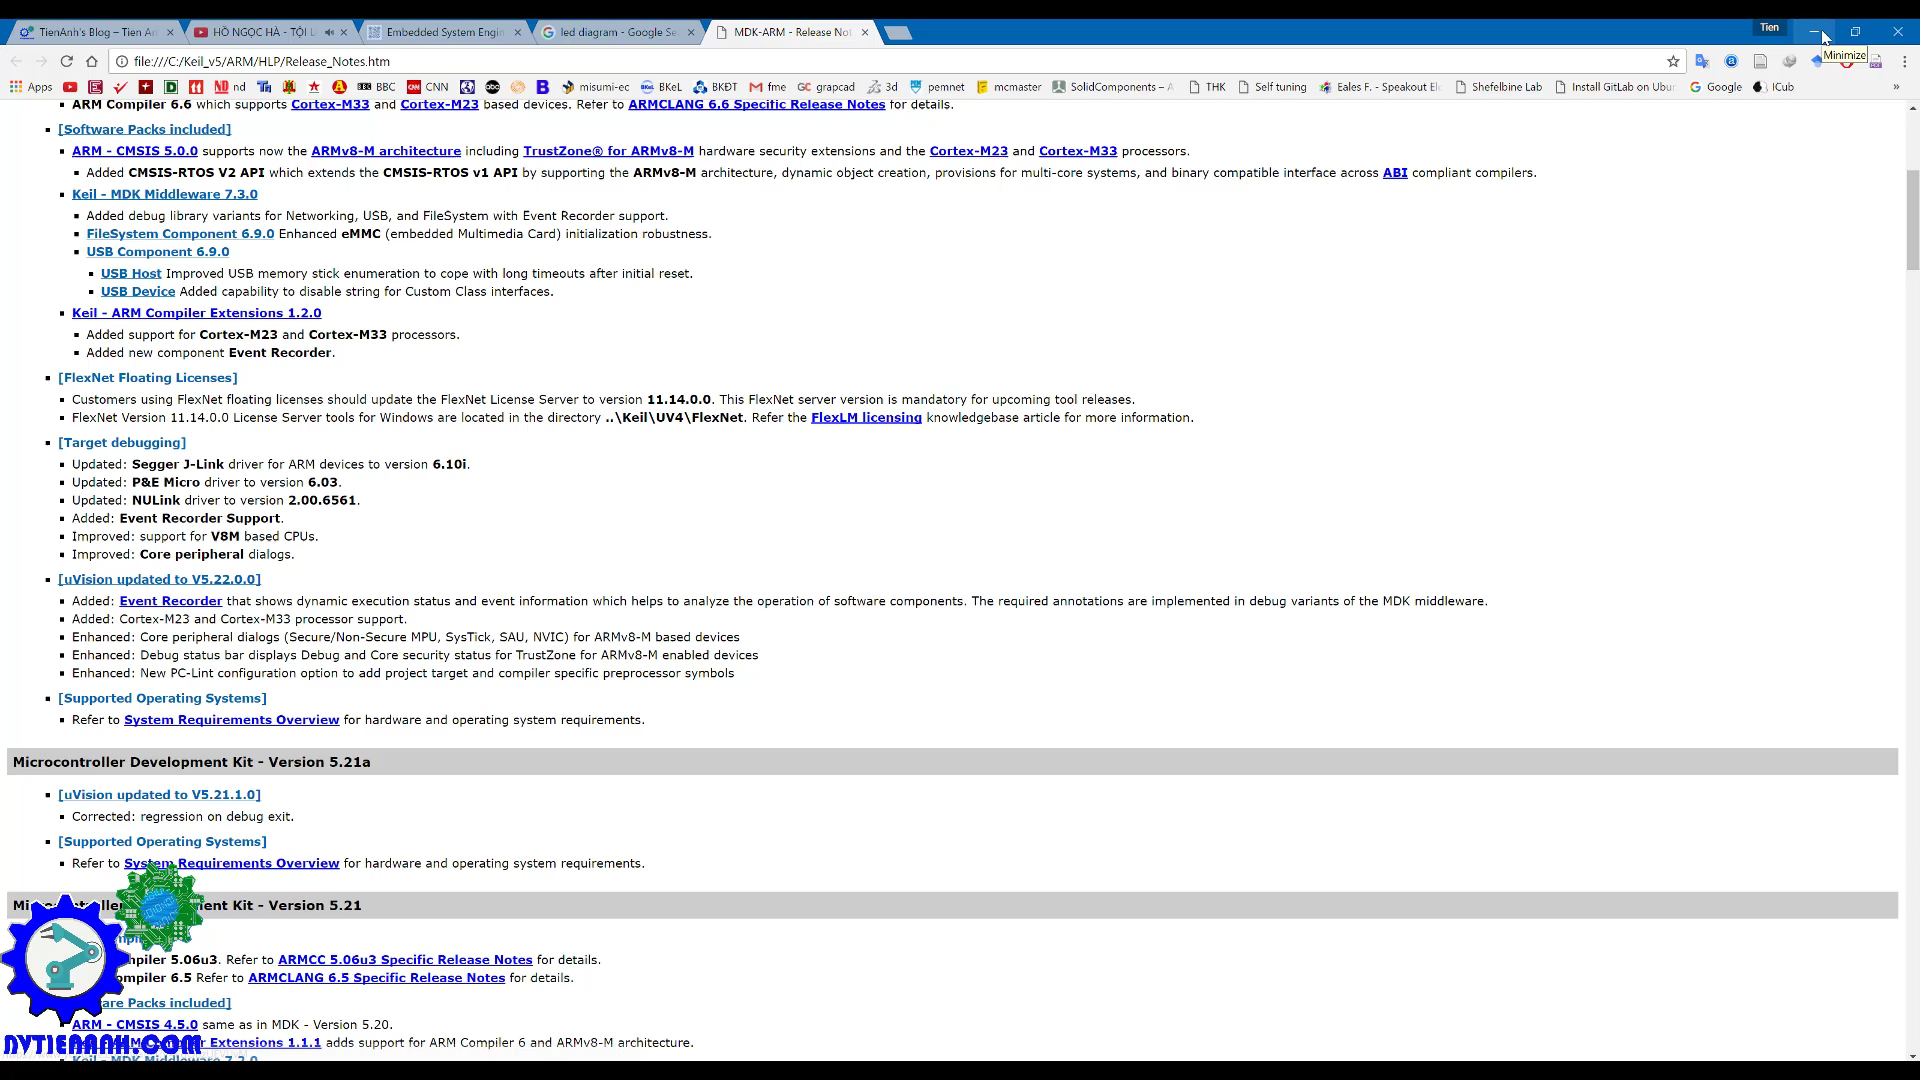 TienAnh's Blog – Tien An
HỒ NGỌC HÀ - TỘI L
Embedded System Engin
led diagram - Google Se
MDK-ARM - Release Not
Tien
file:///C:/Keil_v5/ARM/HLP/Release_Notes.htm
Minimize
Apps
nd
BBC
CNN
misumi-ec
BKeL
BKĐT
fme
GC grapcad
3d
pemnet
mcmaster
SolidComponents – A
THK
Self tuning
Eales F. - Speakout El
Shefelbine Lab
Install GitLab on Ubun
Google
ICub
ARM Compiler 6.6 which supports Cortex-M33 and Cortex-M23 based devices. Refer to ARMCLANG 6.6 Specific Release Notes for details.
[Software Packs included]
ARM - CMSIS 5.0.0 supports now the ARMv8-M architecture including TrustZone® for ARMv8-M hardware security extensions and the Cortex-M23 and Cortex-M33 processors.
Added CMSIS-RTOS V2 API which extends the CMSIS-RTOS v1 API by supporting the ARMv8-M architecture, dynamic object creation, provisions for multi-core systems, and binary compatible interface across ABI compliant compilers.
Keil - MDK Middleware 7.3.0
Added debug library variants for Networking, USB, and FileSystem with Event Recorder support.
FileSystem Component 6.9.0 Enhanced eMMC (embedded Multimedia Card) initialization robustness.
USB Component 6.9.0
USB Host Improved USB memory stick enumeration to cope with long timeouts after initial reset.
USB Device Added capability to disable string for Custom Class interfaces.
Keil - ARM Compiler Extensions 1.2.0
Added support for Cortex-M23 and Cortex-M33 processors.
Added new component Event Recorder.
[FlexNet Floating Licenses]
Customers using FlexNet floating licenses should update the FlexNet License Server to version 11.14.0.0. This FlexNet server version is mandatory for upcoming tool releases.
FlexNet Version 11.14.0.0 License Server tools for Windows are located in the directory ..\Keil\UV4\FlexNet. Refer the FlexLM licensing knowledgebase article for more information.
[Target debugging]
Updated: Segger J-Link driver for ARM devices to version 6.10i.
Updated: P&E Micro driver to version 6.03.
Updated: NULink driver to version 2.00.6561.
Added: Event Recorder Support.
Improved: support for V8M based CPUs.
Improved: Core peripheral dialogs.
[uVision updated to V5.22.0.0]
Added: Event Recorder that shows dynamic execution status and event information which helps to analyze the operation of software components. The required annotations are implemented in debug variants of the MDK middleware.
Added: Cortex-M23 and Cortex-M33 processor support.
Enhanced: Core peripheral dialogs (Secure/Non-Secure MPU, SysTick, SAU, NVIC) for ARMv8-M based devices
Enhanced: Debug status bar displays Debug and Core security status for TrustZone for ARMv8-M enabled devices
Enhanced: New PC-Lint configuration option to add project target and compiler specific preprocessor symbols
[Supported Operating Systems]
Refer to System Requirements Overview for hardware and operating system requirements.
Microcontroller Development Kit - Version 5.21a
[uVision updated to V5.21.1.0]
Corrected: regression on debug exit.
[Supported Operating Systems]
Refer to System Requirements Overview for hardware and operating system requirements.
Kit - Version 5.21
5.06u3. Refer to ARMCC 5.06u3 Specific Release Notes for details.
6.5 Refer to ARMCLANG 6.5 Specific Release Notes for details.
Packs included]
ARM - CMSIS 4.5.0 same as in MDK - Version 5.20.
Extensions 1.1.1 adds support for ARM Compiler 6 and ARMv8-M architecture.
NVTIENANH.COM